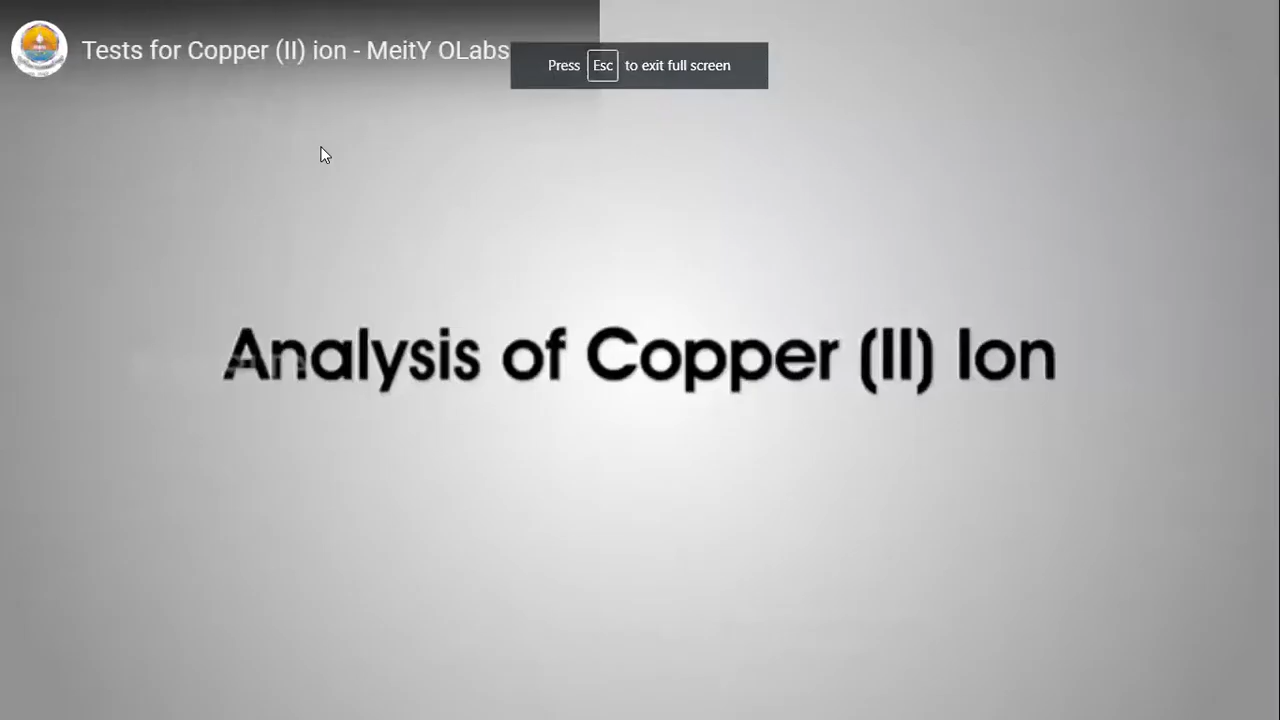 Tests for Copper (II) ion - MeitY OLabs
Press Esc to exit full screen
Analysis of Copper (II) Ion